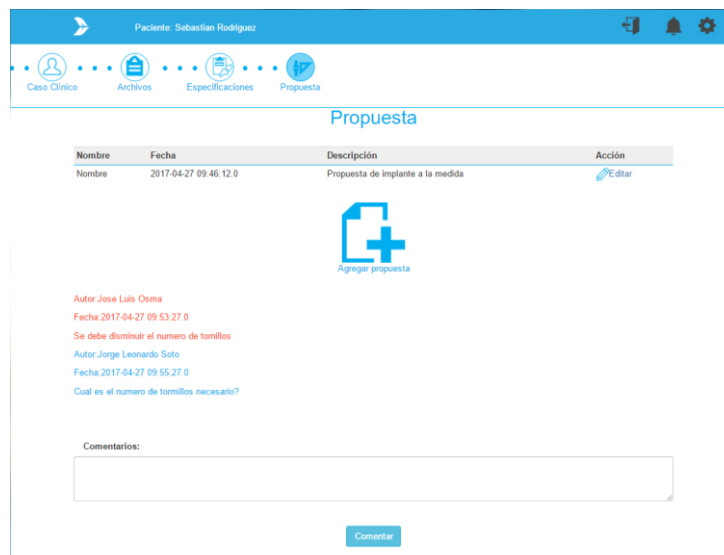 Paciente: Sebastian Rodríguez
Caso Clínico Archivos Especificaciones Propuesta
Propuesta
Nombre Fecha Descripción Acción
Nombre 2017-04-27 09:46:12.0 Propuesta de implante a la medida Editar
Agregar propuesta
Autor:Jose Luis Osma
Fecha:2017-04-27 09:53:27.0
Se debe disminuir el numero de tornillos
Autor:Jorge Leonardo Soto
Fecha:2017-04-27 09:55:27.0
Cual es el numero de tormillos necesario?
Comentarios:
Comentar